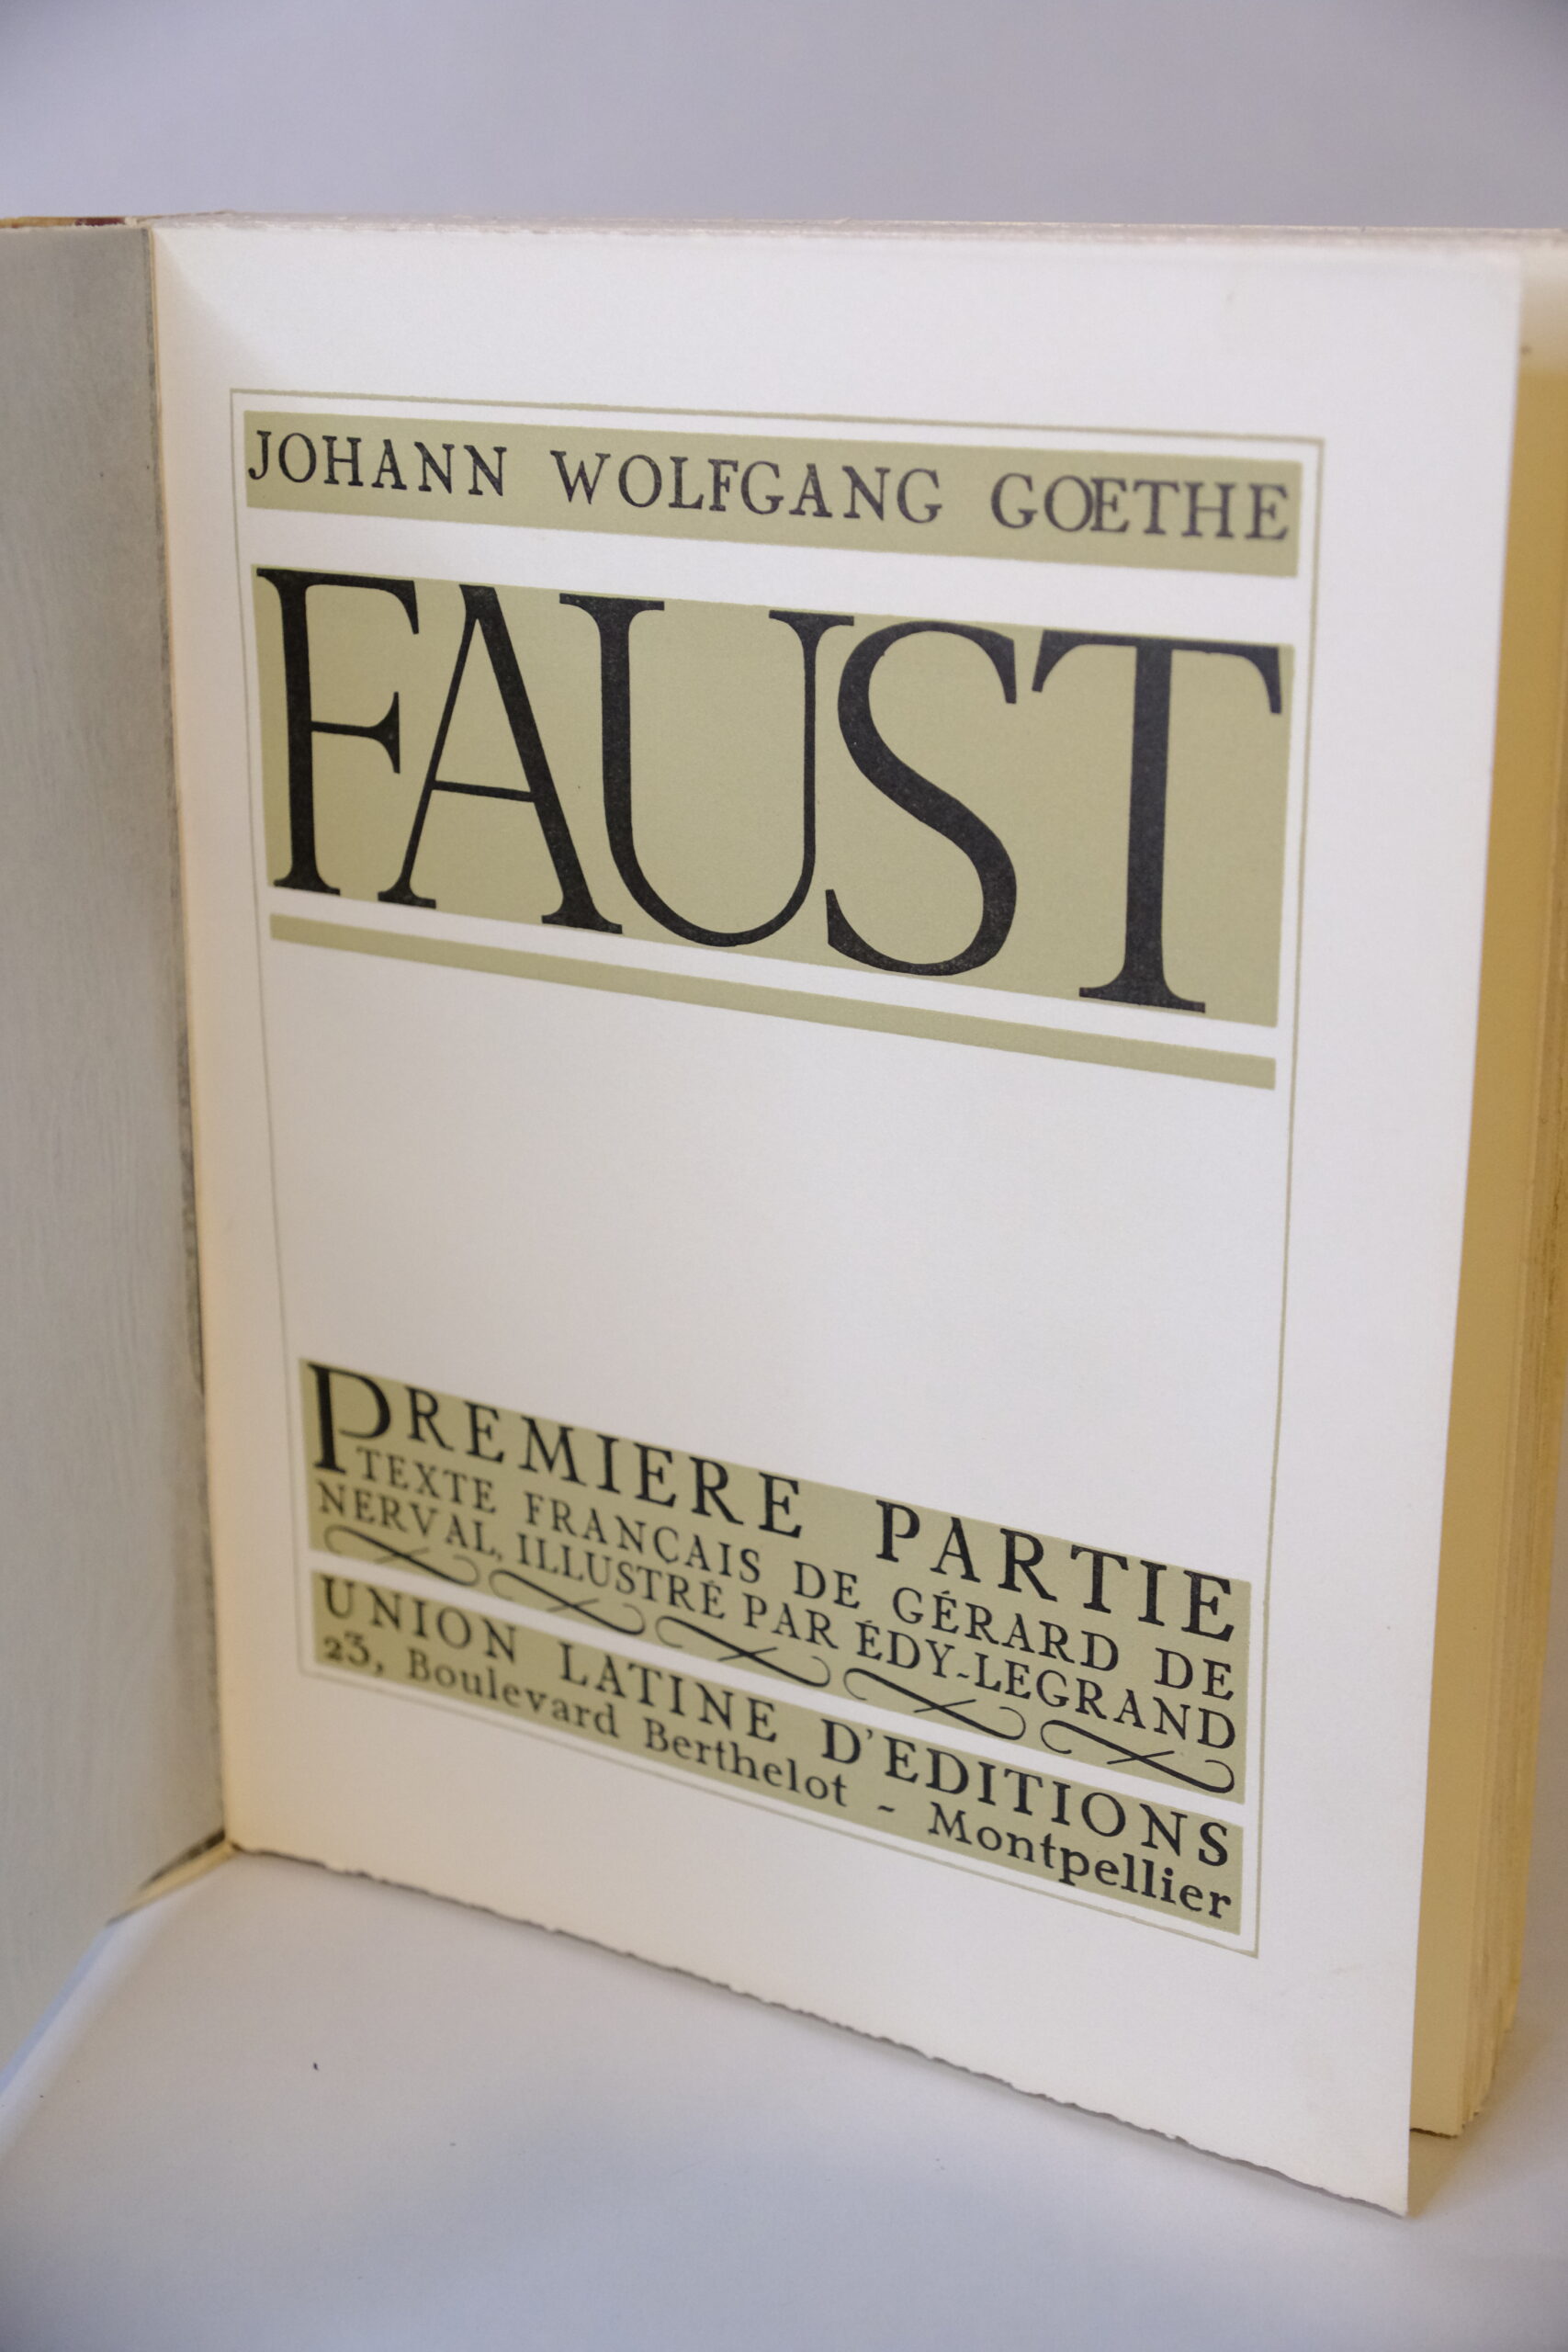 JOHANN WOLFGANG GOETHE
FAUST
PREMIERE PARTIE
TEXTE FRANCAIS DE GÉRARD DE
NERVAL, ILLUSTRÉ PAR ÉDY-LEGRAND
UNION LATINE D'EDITIONS
23, Boulevard Berthelot - Montpellier